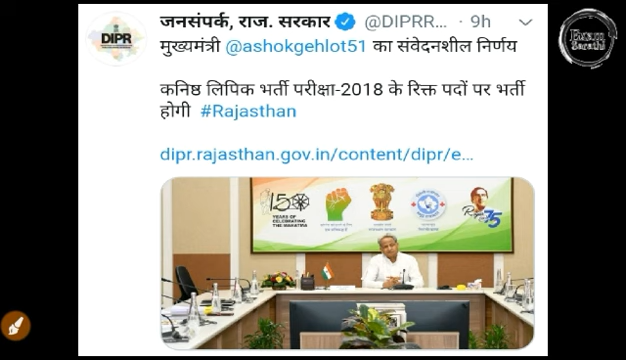 DIPR
जनसंपर्क, राज. सरकार @DIPRR... · 9h
मुख्यमंत्री @ashokgehlot51 का संवेदनशील निर्णय
कनिष्ठ लिपिक भर्ती परीक्षा-2018 के रिक्त पदों पर भर्ती
होगी #Rajasthan
dipr.rajasthan.gov.in/content/dipr/e...
150
YEARS OF
CELEBRATING
THE MAHATMA
75
Exam
Sarathi